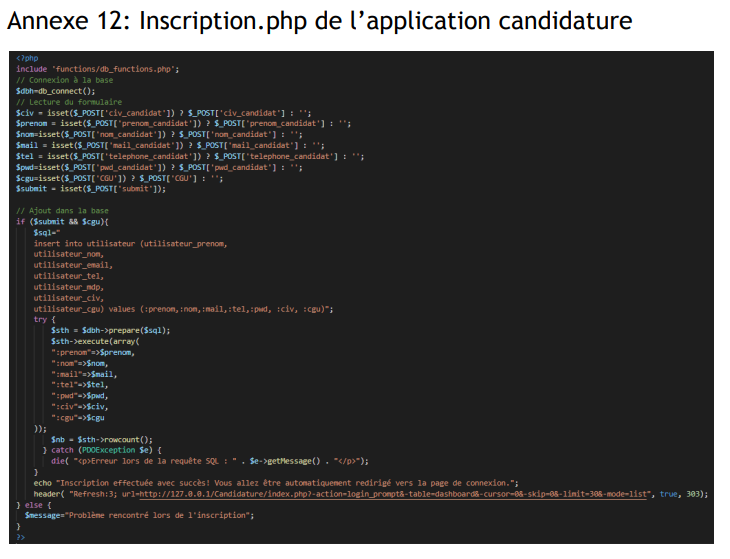 Annexe 12: Inscription.php de l’application candidature
<?php
include 'functions/db_functions.php';
// Connexion à la base
$dbh=db_connect();
// Lecture du formulaire
$civ = isset($_POST['civ_candidat']) ? $_POST['civ_candidat'] : '';
$prenom = isset($_POST['prenom_candidat']) ? $_POST['prenom_candidat'] : '';
$nom=isset($_POST['nom_candidat']) ? $_POST['nom_candidat'] : '';
$mail = isset($_POST['mail_candidat']) ? $_POST['mail_candidat'] : '';
$tel = isset($_POST['telephone_candidat']) ? $_POST['telephone_candidat'] : '';
$pwd=isset($_POST['pwd_candidat']) ? $_POST['pwd_candidat'] : '';
$cgu=isset($_POST['CGU']) ? $_POST['CGU'] : '';
$submit = isset($_POST['submit']);
// Ajout dans la base
if ($submit && $cgu){
$sql="
insert into utilisateur (utilisateur_prenom,
utilisateur_nom,
utilisateur_email,
utilisateur_tel,
utilisateur_mdp,
utilisateur_civ,
utilisateur_cgu) values (:prenom,:nom,:mail,:tel,:pwd, :civ, :cgu)";
try {
$sth = $dbh->prepare($sql);
$sth->execute(array(
":prenom"=>$prenom,
":nom"=>$nom,
":mail"=>$mail,
":tel"=>$tel,
":pwd"=>$pwd,
":civ"=>$civ,
":cgu"=>$cgu
));
$nb = $sth->rowcount();
} catch (PDOException $e) {
die( "<p>Erreur lors de la requête SQL : " . $e->getMessage() . "</p>");
}
echo "Inscription effectuée avec succès! Vous allez être automatiquement redirigé vers la page de connexion.";
header( "Refresh:3; url=http://127.0.0.1/Candidature/index.php?-action=login_prompt&-table=dashboard&-cursor=0&-skip=0&-limit=30&-mode=list", true, 303);
} else {
$message="Problème rencontré lors de l'inscription";
}
?>